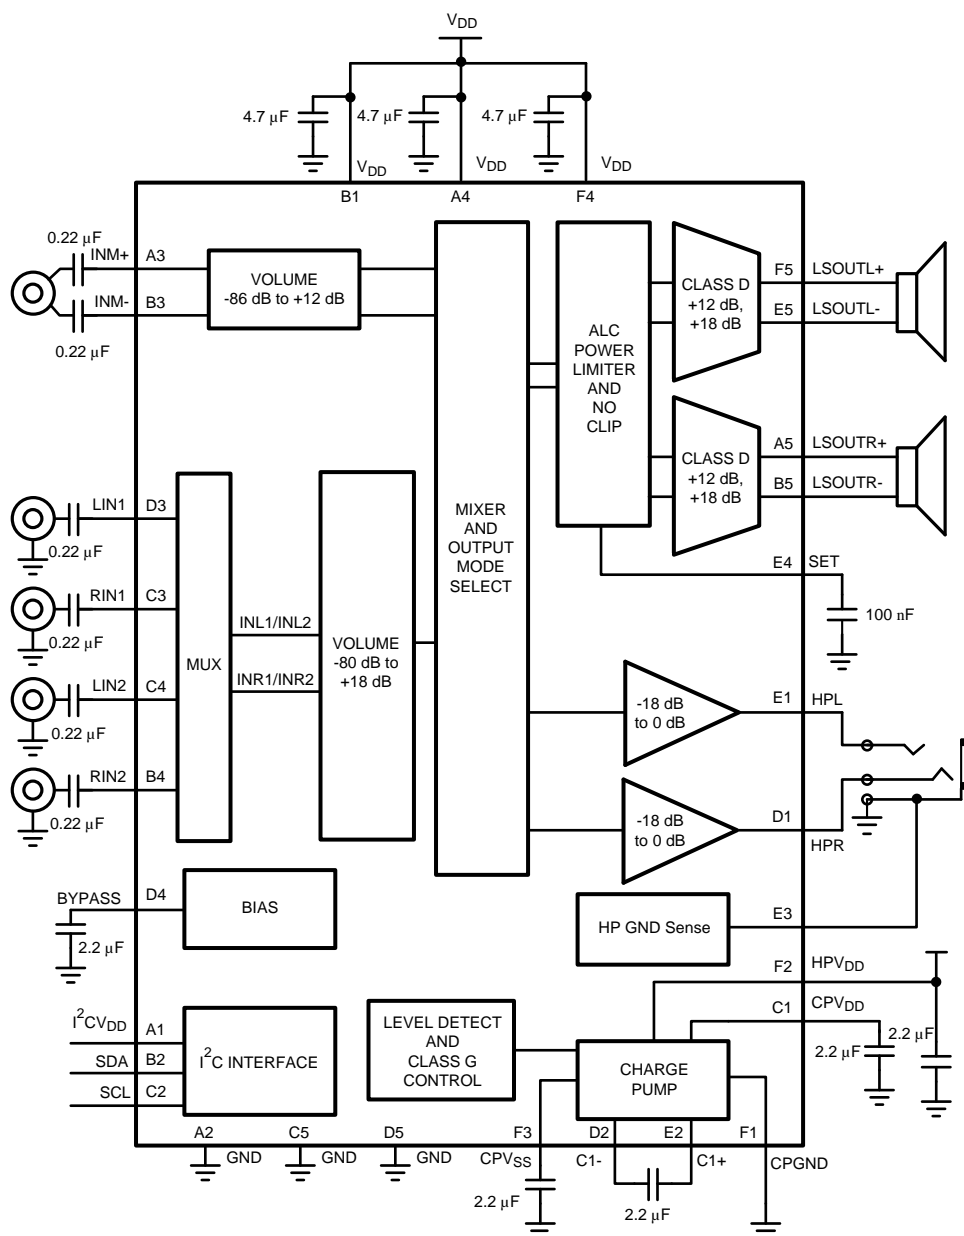 VDD
4.7 µF
4.7 µF
4.7 µF
VDD
VDD
VDD
B1
A4
F4
0.22 µF
INM+
A3
VOLUME
-86 dB to +12 dB
INM-
B3
0.22 µF
CLASS D
+12 dB,
+18 dB
F5
LSOUTL+
E5
LSOUTL-
ALC
POWER
LIMITER
AND
NO
CLIP
CLASS D
+12 dB,
+18 dB
A5
LSOUTR+
B5
LSOUTR-
LIN1
D3
0.22 µF
RIN1
C3
0.22 µF
LIN2
C4
0.22 µF
RIN2
B4
0.22 µF
MUX
INL1/INL2
INR1/INR2
VOLUME
-80 dB to
+18 dB
MIXER
AND
OUTPUT
MODE
SELECT
E4
SET
100 nF
-18 dB
to 0 dB
E1
HPL
-18 dB
to 0 dB
D1
HPR
BYPASS
D4
2.2 µF
BIAS
HP GND Sense
E3
F2
HPVDD
C1
CPVDD
2.2 µF
2.2 µF
I2CVDD
A1
SDA
B2
SCL
C2
I2C INTERFACE
LEVEL DETECT
AND
CLASS G
CONTROL
CHARGE
PUMP
A2
GND
C5
GND
D5
GND
F3
CPVSS
D2
C1-
E2
C1+
F1
CPGND
2.2 µF
2.2 µF